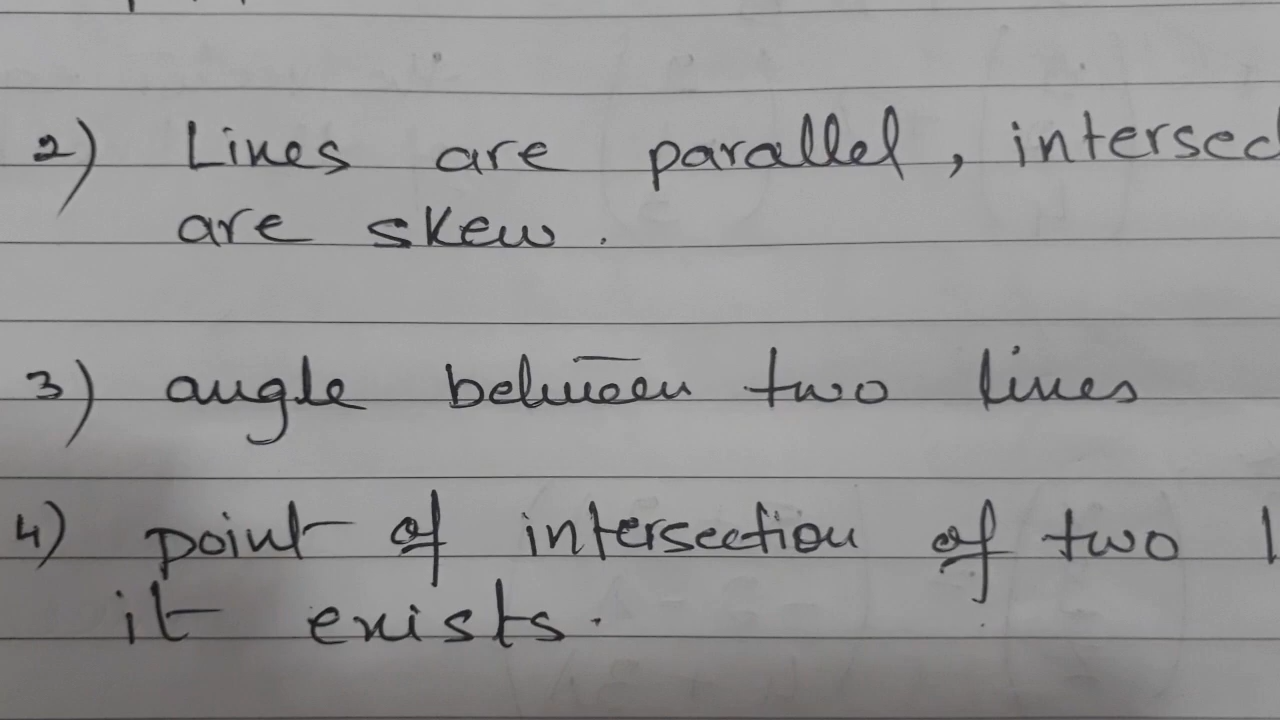 2) Lines are parallel, intersec
are skew.
3) angle between two lines
4) point of intersection of two l
it exists.